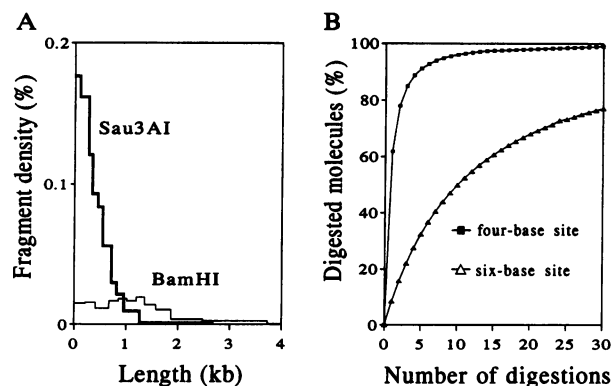 A
Fragment density (%)
0.2
0.1
0
Sau3AI
BamHI
0 1 2 3 4
Length (kb)
B
Digested molecules (%)
100
80
60
40
20
0
four-base site
six-base site
0 5 10 15 20 25 30
Number of digestions